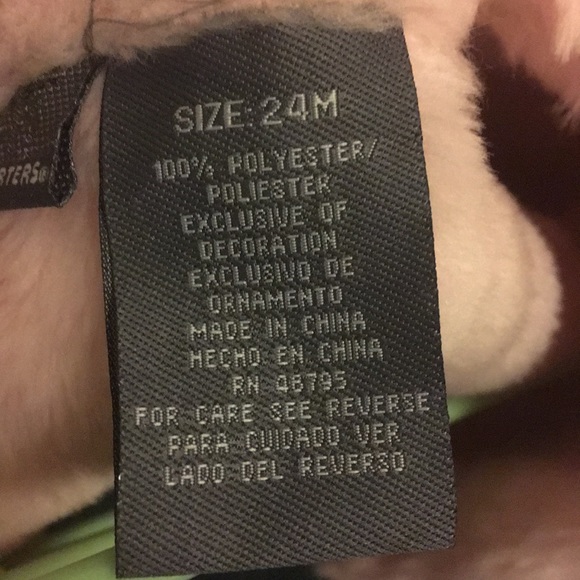 SIZE:24M
100% POLYESTER/
POLIESTER
EXCLUSIVE OF
DECORATION
EXCLUSIVO DE
ORNAMENTO
MADE IN CHINA
HECHO EN CHINA
RN 48795
FOR CARE SEE REVERSE
PARA CUIDADO VER
LADO DEL REVERSO